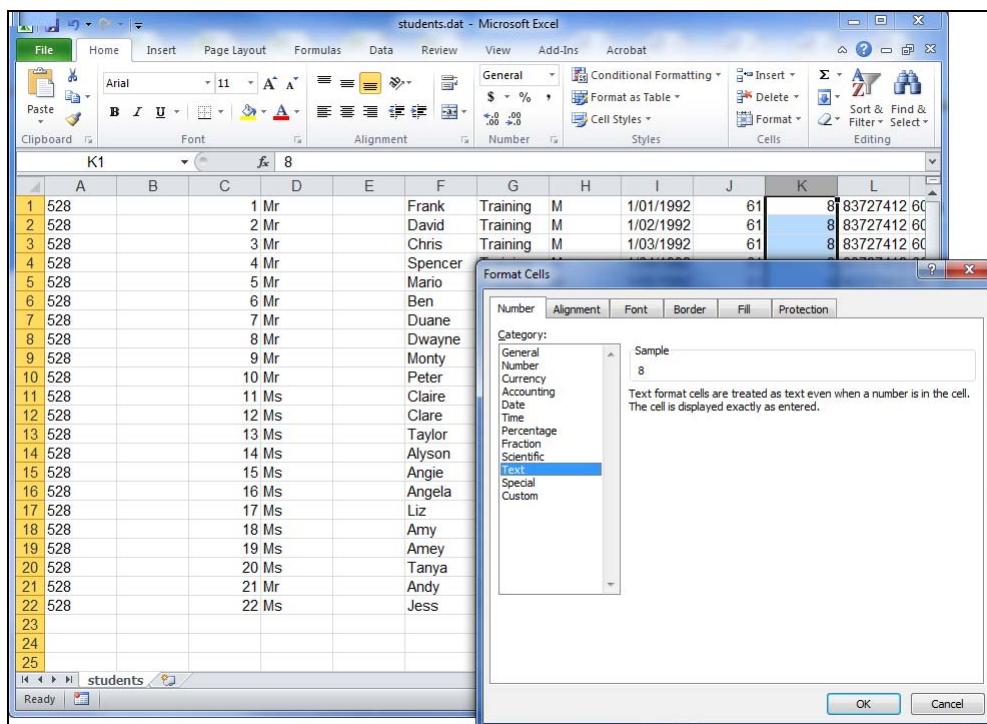 students.dat - Microsoft Excel
File Home Insert Page Layout Formulas Data Review View Add-Ins Acrobat
Arial 11 General Conditional Formatting Insert Σ
Paste B I U A $ % , Format as Table Delete Sort & Find &
Cell Styles Format Filter Select
Clipboard Font Alignment Number Styles Cells Editing
K1 fx 8
A B C D E F G H I J K L
1 528 1 Mr Frank Training M 1/01/1992 61 8 83727412 60
2 528 2 Mr David Training M 1/02/1992 61 8 83727412 60
3 528 3 Mr Chris Training M 1/03/1992 61 8 83727412 60
4 528 4 Mr Spencer
5 528 5 Mr Mario
6 528 6 Mr Ben
7 528 7 Mr Duane
8 528 8 Mr Dwayne
9 528 9 Mr Monty
10 528 10 Mr Peter
11 528 11 Ms Claire
12 528 12 Ms Clare
13 528 13 Ms Taylor
14 528 14 Ms Alyson
15 528 15 Ms Angie
16 528 16 Ms Angela
17 528 17 Ms Liz
18 528 18 Ms Amy
19 528 19 Ms Amey
20 528 20 Ms Tanya
21 528 21 Mr Andy
22 528 22 Ms Jess
23
24
25
students
Ready
Format Cells
Number Alignment Font Border Fill Protection
Category:
General
Number
Currency
Accounting
Date
Time
Percentage
Fraction
Scientific
Text
Special
Custom
Sample
8
Text format cells are treated as text even when a number is in the cell.
The cell is displayed exactly as entered.
OK Cancel